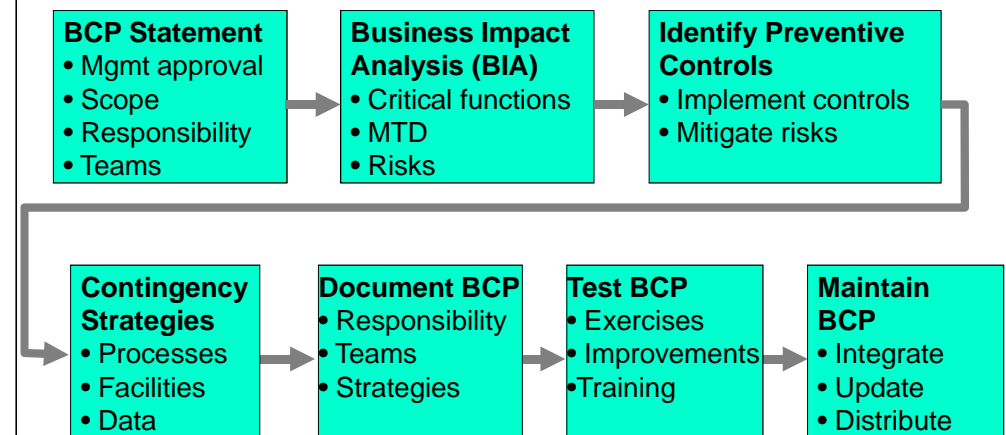 BCP Statement
• Mgmt approval
• Scope
• Responsibility
• Teams
Business Impact
Analysis (BIA)
• Critical functions
• MTD
• Risks
Identify Preventive
Controls
• Implement controls
• Mitigate risks
Contingency
Strategies
• Processes
• Facilities
• Data
Document BCP
• Responsibility
• Teams
• Strategies
Test BCP
• Exercises
• Improvements
•Training
Maintain
BCP
• Integrate
• Update
• Distribute